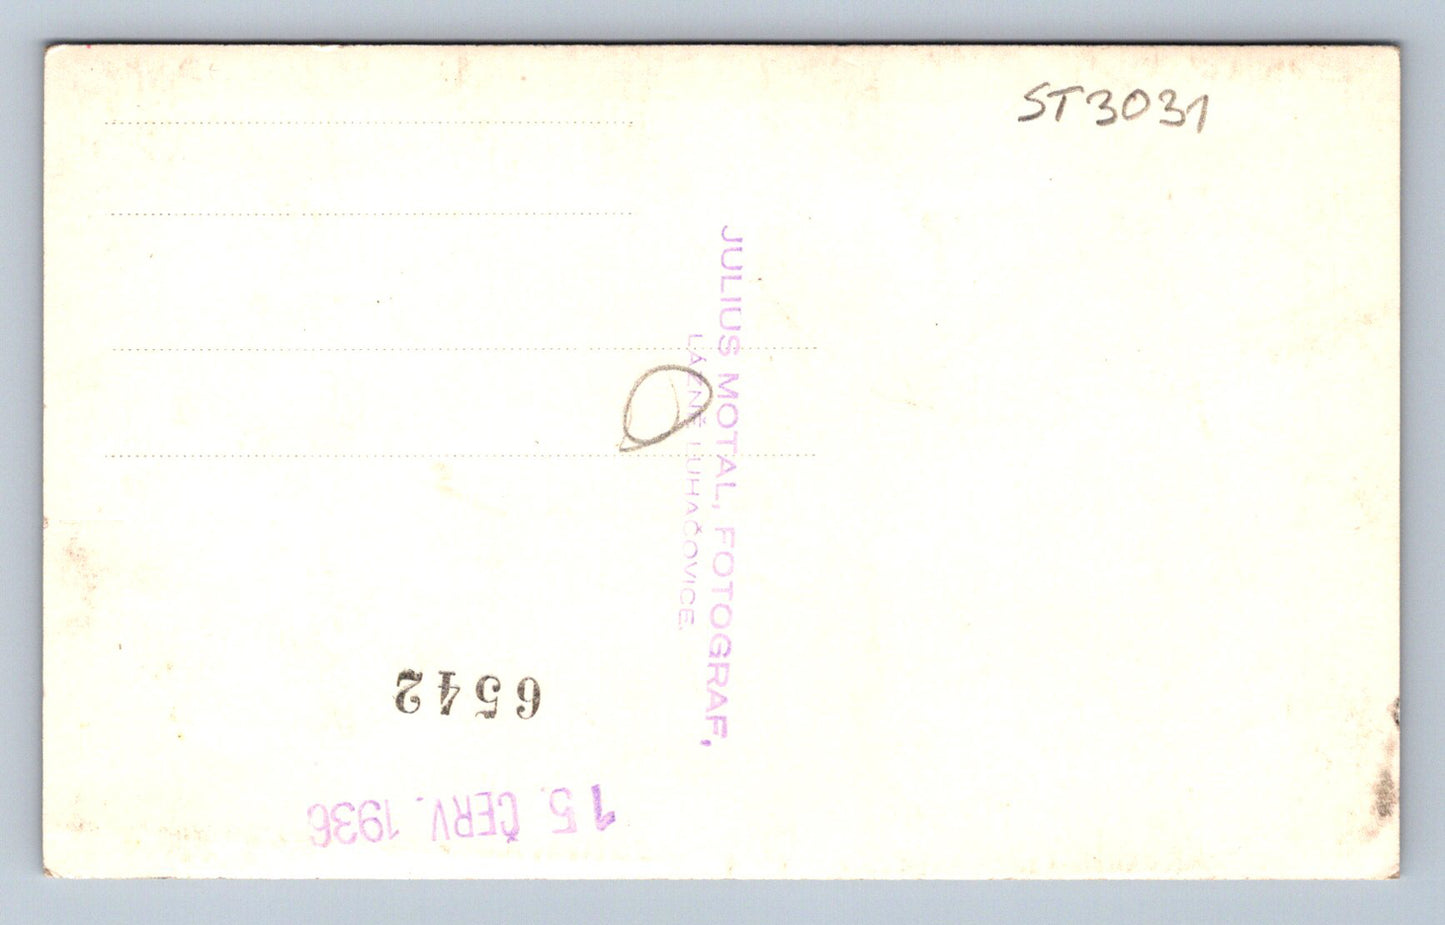 ST3031
JULIUS MOTAL, FOTOGRAF,
LÁZNĚ LUHAČOVICE.
6542
15. ČERV. 1936